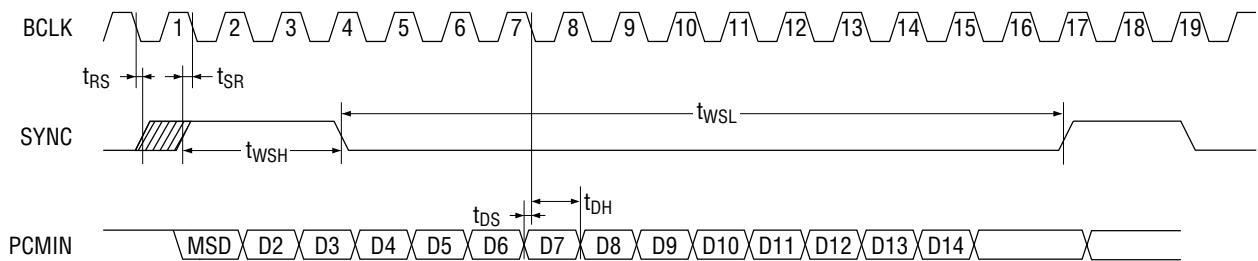 BCLK 1 2 3 4 5 6 7 8 9 10 11 12 13 14 15 16 17 18 19
tRS tSR
tWSL
SYNC
tWSH
tDS tDH
PCMIN MSD D2 D3 D4 D5 D6 D7 D8 D9 D10 D11 D12 D13 D14